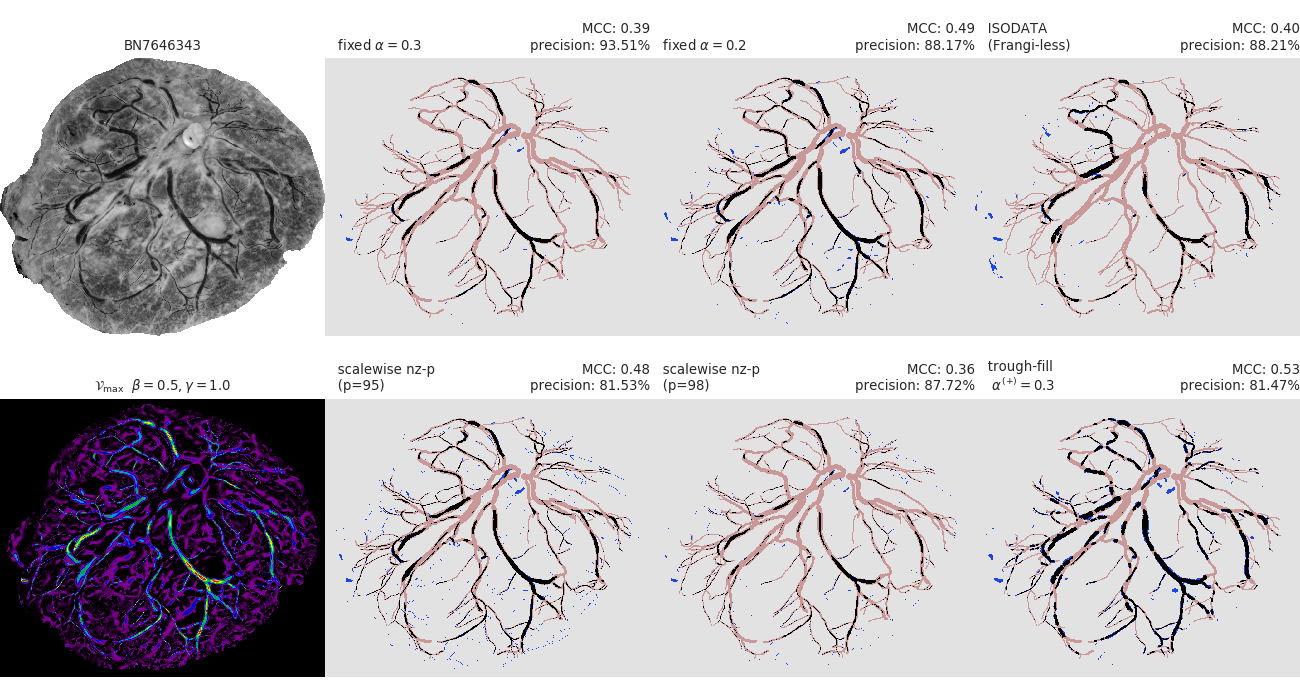 BN7646343
fixed α = 0.3
MCC: 0.39
precision: 93.51%
fixed α = 0.2
MCC: 0.49
precision: 88.17%
ISODATA
(Frangi-less)
MCC: 0.40
precision: 88.21%
𝒱max β = 0.5, γ = 1.0
scalewise nz-p
(p=95)
MCC: 0.48
precision: 81.53%
scalewise nz-p
(p=98)
MCC: 0.36
precision: 87.72%
trough-fill
α(+) = 0.3
MCC: 0.53
precision: 81.47%